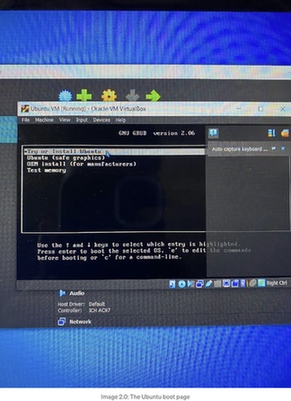 Ubuntu VM [Running] - Oracle VM VirtualBox
File Machine View Input Devices Help
GNU GRUB version 2.06
Auto capture keyboard ...
*Try or Install Ubuntu
Ubuntu (safe graphics)
OEM install (for manufacturers)
Test memory
Use the ↑ and ↓ keys to select which entry is highlighted.
Press enter to boot the selected OS, `e' to edit the commands
before booting or `c' for a command-line.
Right Ctrl
Audio
Host Driver: Default
Controller: ICH AC97
Network
Image 2.0: The Ubuntu boot page